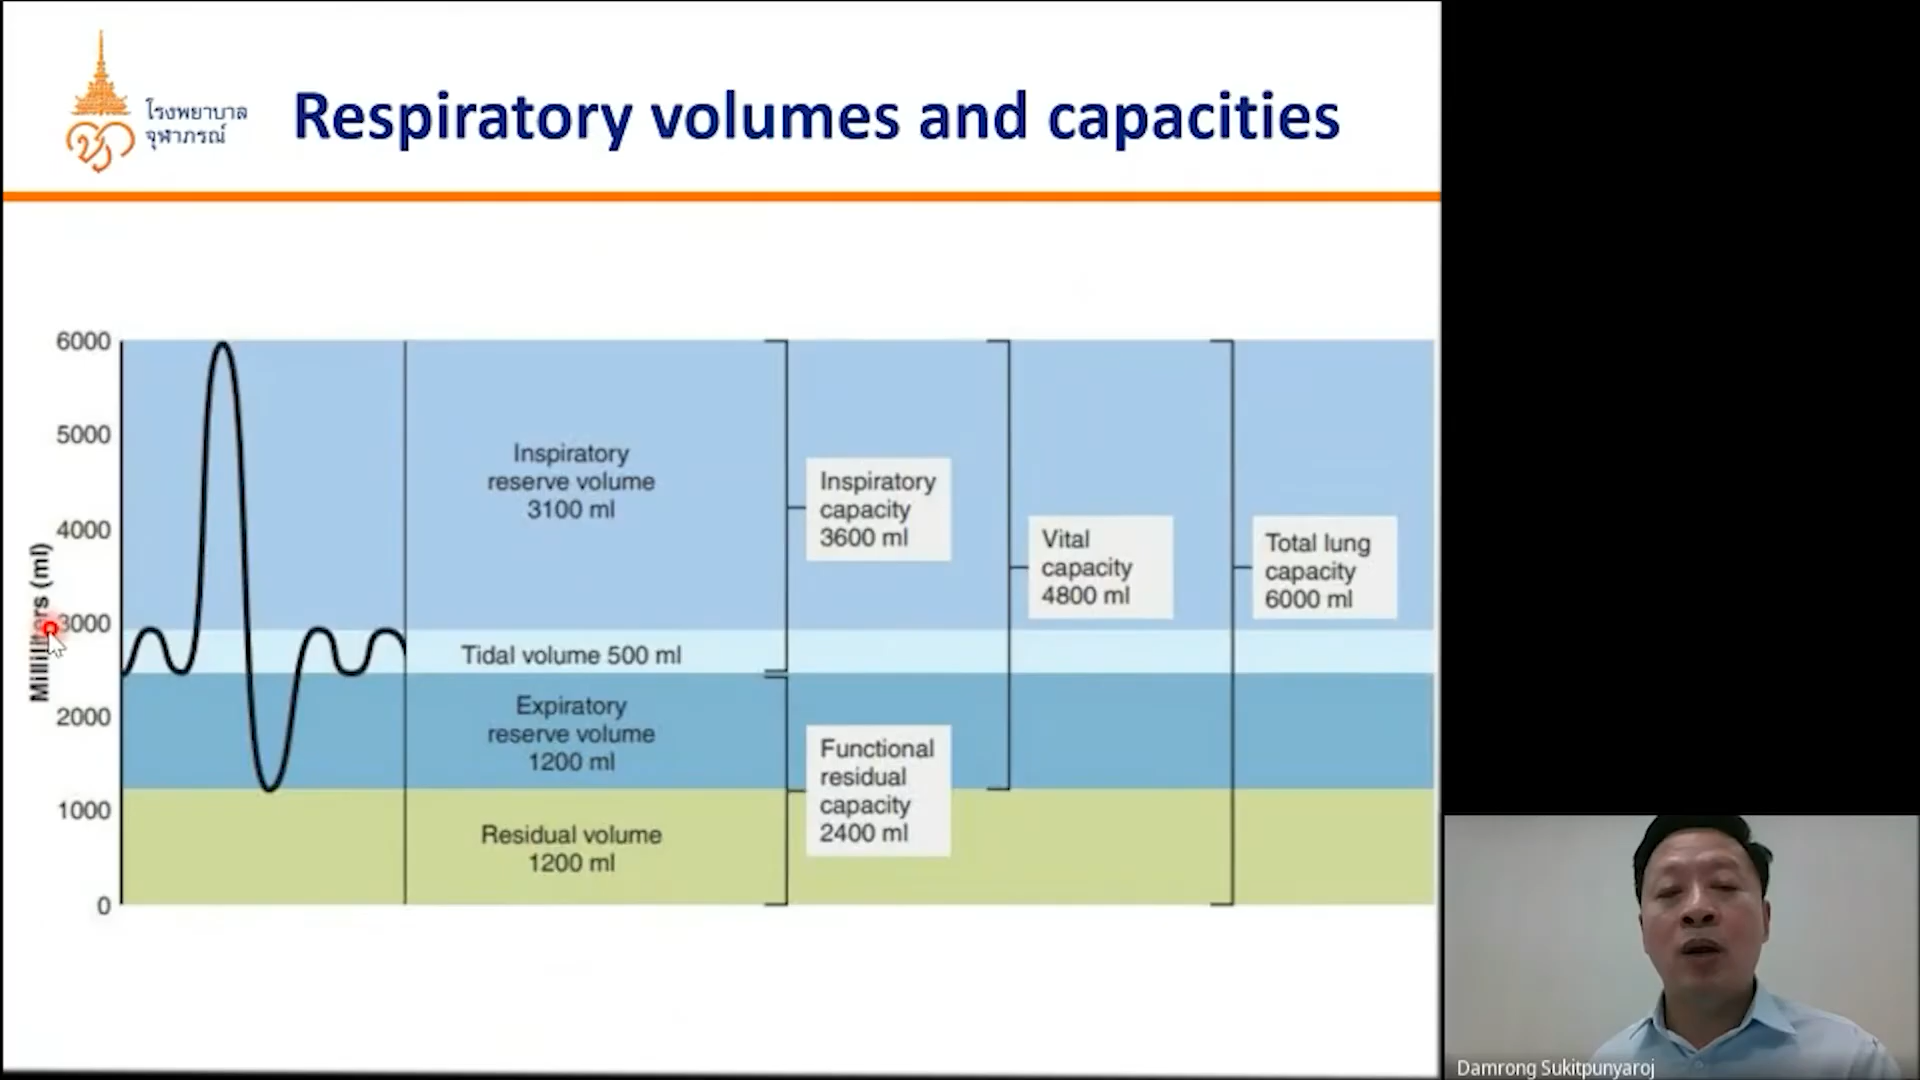 โรงพยาบาล
จุฬาภรณ์
Respiratory volumes and capacities
Milliliters (ml)
6000
5000
4000
3000
2000
1000
0
Inspiratory
reserve volume
3100 ml
Tidal volume 500 ml
Expiratory
reserve volume
1200 ml
Residual volume
1200 ml
Inspiratory
capacity
3600 ml
Functional
residual
capacity
2400 ml
Vital
capacity
4800 ml
Total lung
capacity
6000 ml
Damrong Sukitpunyaroj